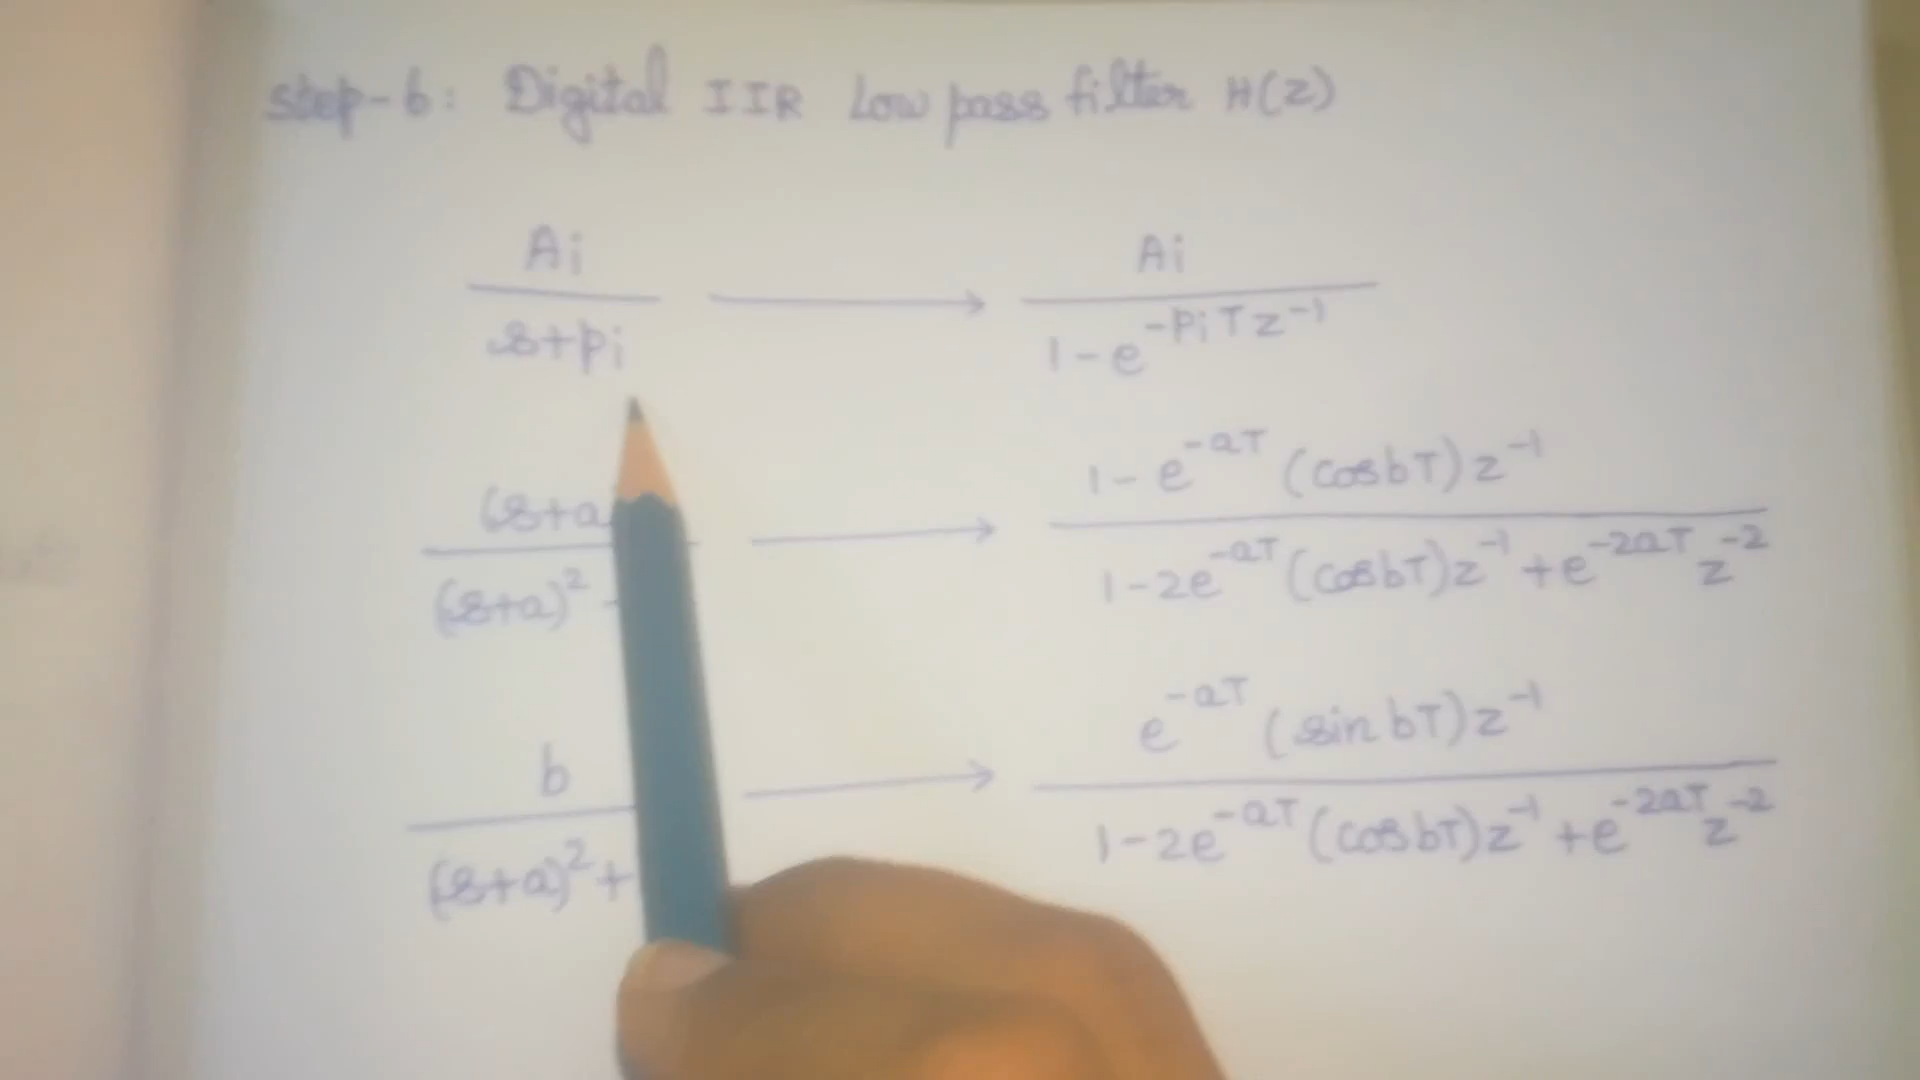 Step-6: Digital IIR Low pass filter H(z)
Ai
s+pi
→
Ai
1-e^-PiT z^-1
(s+a
(s+a)^2
→
1-e^-aT (cosbT)z^-1
1-2e^-aT (cosbT)z^-1 +e^-2aT z^-2
b
(s+a)^2+
→
e^-aT (sin bT)z^-1
1-2e^-aT (cosbT)z^-1 +e^-2aT z^-2